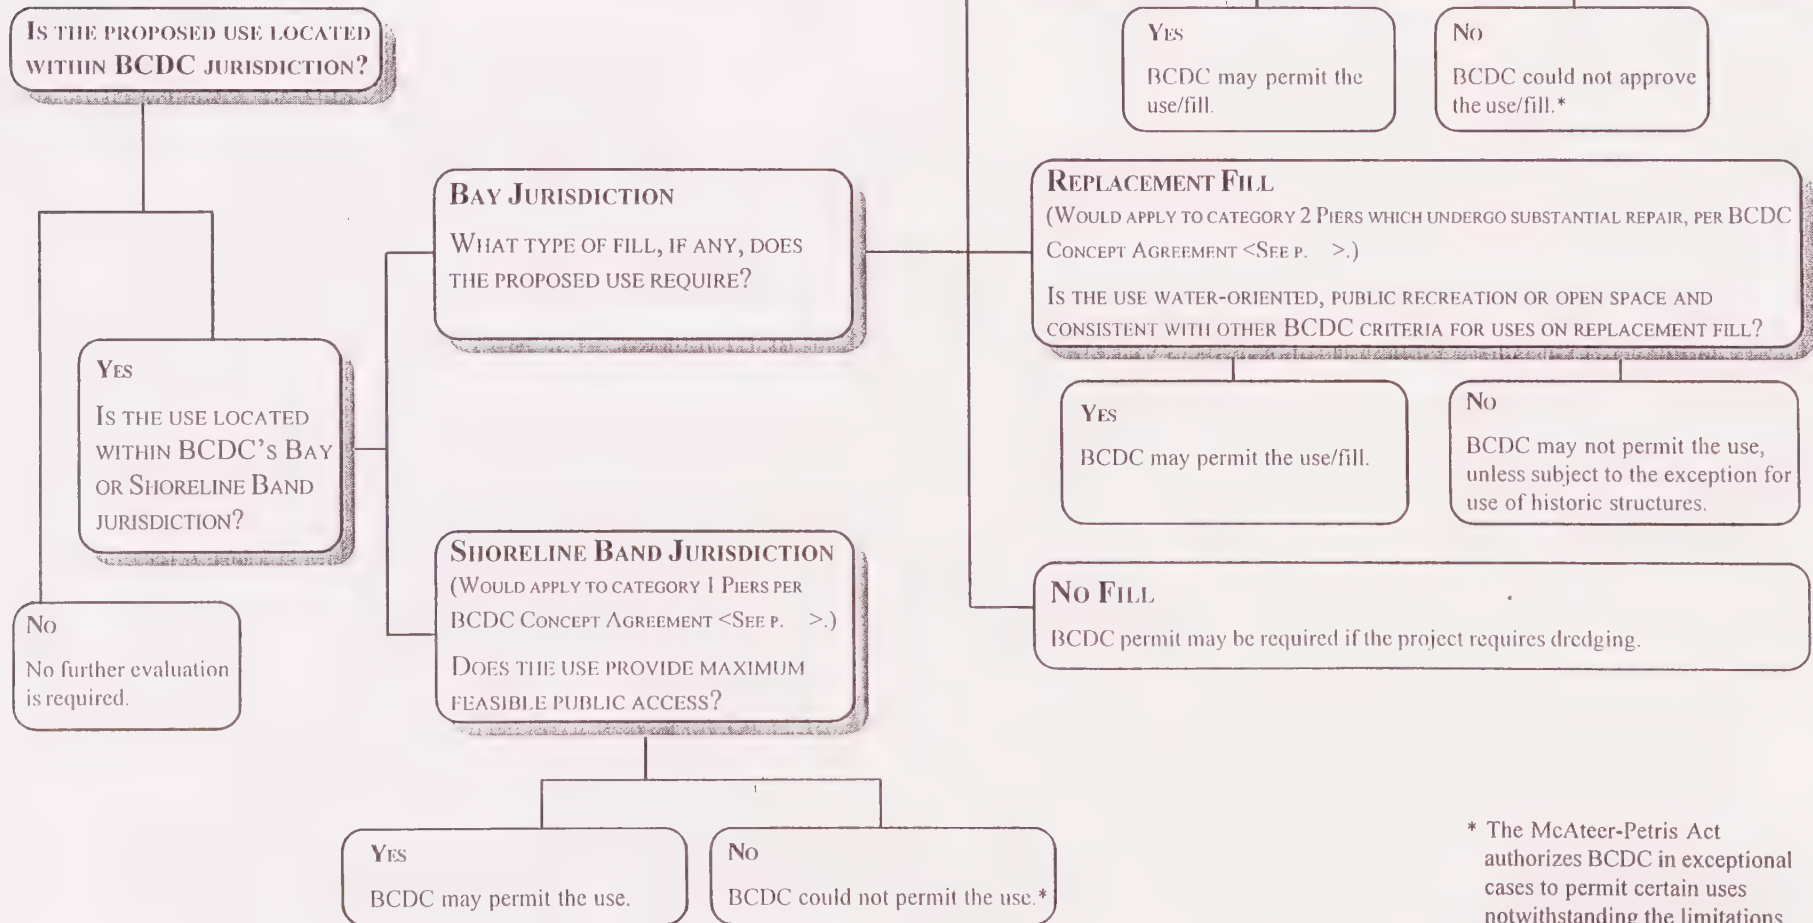 IS THE PROPOSED USE LOCATED
WITHIN BCDC JURISDICTION?
YES
BCDC may permit the
use/fill.
NO
BCDC could not approve
the use/fill.*
BAY JURISDICTION
WHAT TYPE OF FILL, IF ANY, DOES
THE PROPOSED USE REQUIRE?
REPLACEMENT FILL
(WOULD APPLY TO CATEGORY 2 PIERS WHICH UNDERGO SUBSTANTIAL REPAIR, PER BCDC
CONCEPT AGREEMENT <SEE P. >.)
IS THE USE WATER-ORIENTED, PUBLIC RECREATION OR OPEN SPACE AND
CONSISTENT WITH OTHER BCDC CRITERIA FOR USES ON REPLACEMENT FILL?
YES
IS THE USE LOCATED
WITHIN BCDC'S BAY
OR SHORELINE BAND
JURISDICTION?
YES
BCDC may permit the use/fill.
NO
BCDC may not permit the use,
unless subject to the exception for
use of historic structures.
SHORELINE BAND JURISDICTION
(WOULD APPLY TO CATEGORY 1 PIERS PER
BCDC CONCEPT AGREEMENT <SEE P. >.)
DOES THE USE PROVIDE MAXIMUM
FEASIBLE PUBLIC ACCESS?
NO FILL
BCDC permit may be required if the project requires dredging.
NO
No further evaluation
is required.
YES
BCDC may permit the use.
NO
BCDC could not permit the use.*
* The McAteer-Petris Act
authorizes BCDC in exceptional
cases to permit certain uses
notwithstanding the limitations